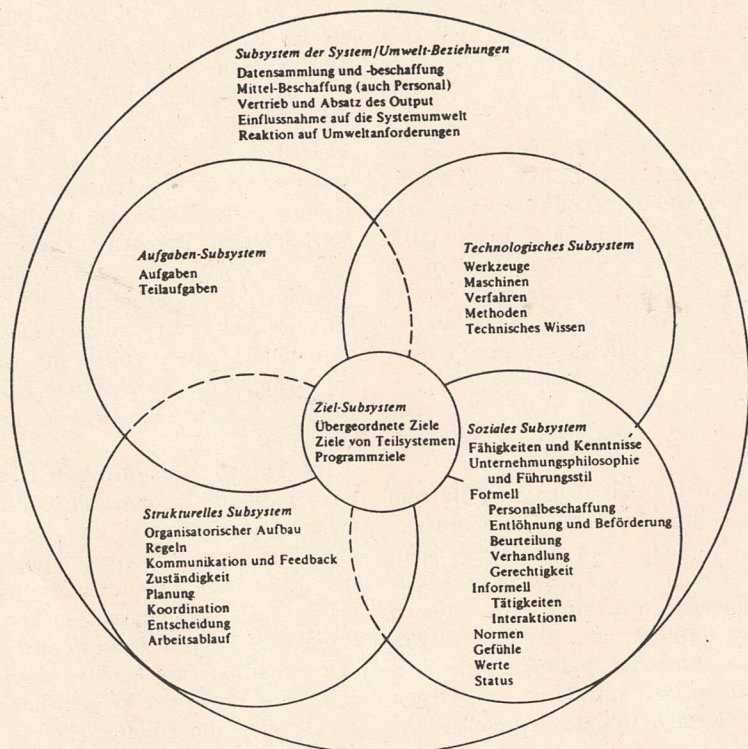 Subsystem der System/Umwelt-Beziehungen
Datensammlung und -beschaffung
Mittel-Beschaffung (auch Personal)
Vertrieb und Absatz des Output
Einflussnahme auf die Systemumwelt
Reaktion auf Umweltanforderungen
Aufgaben-Subsystem
Aufgaben
Teilaufgaben
Technologisches Subsystem
Werkzeuge
Maschinen
Verfahren
Methoden
Technisches Wissen
Ziel-Subsystem
Übergeordnete Ziele
Ziele von Teilsystemen
Programmziele
Strukturelles Subsystem
Organisatorischer Aufbau
Regeln
Kommunikation und Feedback
Zuständigkeit
Planung
Koordination
Entscheidung
Arbeitsablauf
Soziales Subsystem
Fähigkeiten und Kenntnisse
Unternehmungsphilosophie
und Führungsstil
Formell
Personalbeschaffung
Entlöhnung und Beförderung
Beurteilung
Verhandlung
Gerechtigkeit
Informell
Tätigkeiten
Interaktionen
Normen
Gefühle
Werte
Status